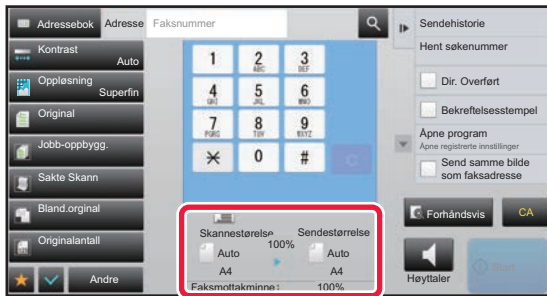 Adressebok
Adresse
Faksnummer
Kontrast
Auto
Oppløsning
Superfin
Original
Jobb-oppbygg.
Sakte Skann
Bland.orginal
Originalantall
Andre
1
2
ABC
3
DEF
4
GHI
5
JKL
6
MNO
7
PQRS
8
TUV
9
WXYZ
0
#
C
Skannestørelse
Sendestørrelse
100%
Auto
Auto
A4
A4
Faksmottakminne:
100%
Sendehistorie
Hent søkenummer
Dir. Overført
Bekreftelsesstempel
Åpne program
Åpne registrerte innstillinger
Send samme bilde
som faksadresse
Forhåndsvis
CA
Høyttaler
Start